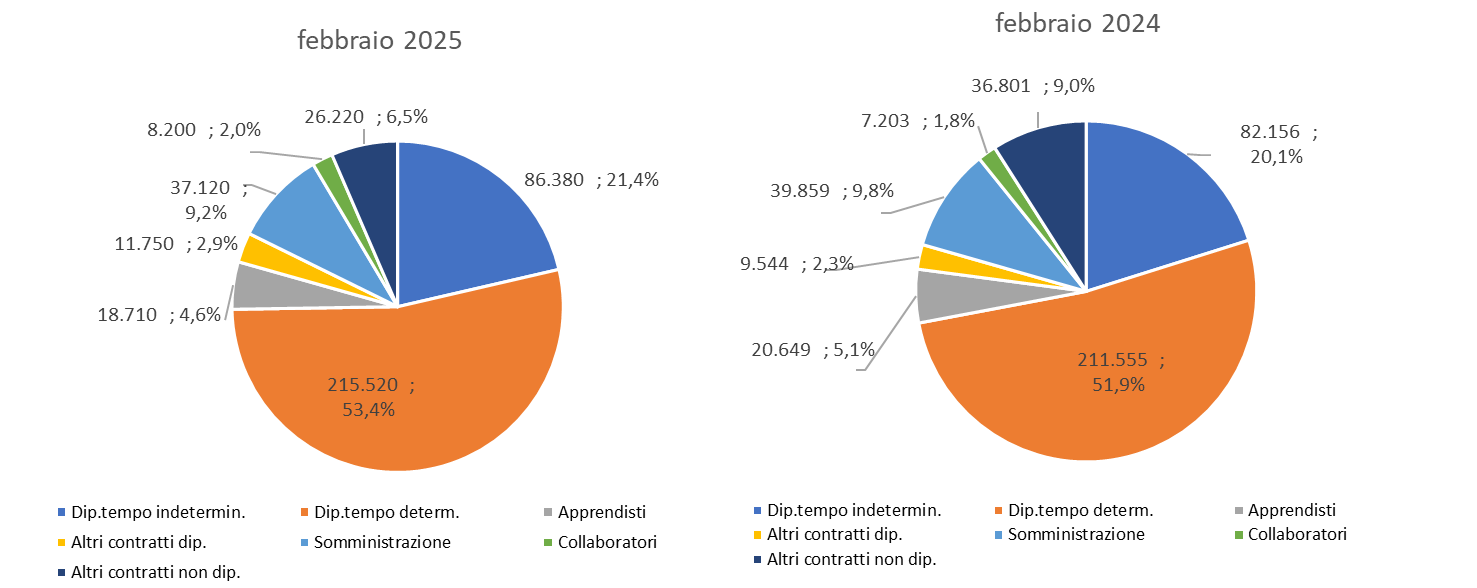 febbraio 2025
26.220 ; 6,5%
8.200 ; 2,0%
37.120 ;
9,2%
86.380 ; 21,4%
11.750 ; 2,9%
18.710 ; 4,6%
215.520 ;
53,4%
Dip.tempo indetermin.
Dip.tempo determ.
Apprendisti
Altri contratti dip.
Somministrazione
Collaboratori
Altri contratti non dip.
febbraio 2024
36.801 ; 9,0%
7.203 ; 1,8%
82.156 ;
20,1%
39.859 ; 9,8%
9.544 ; 2,3%
20.649 ; 5,1%
211.555 ;
51,9%
Dip.tempo indetermin.
Dip.tempo determ.
Apprendisti
Altri contratti dip.
Somministrazione
Collaboratori
Altri contratti non dip.